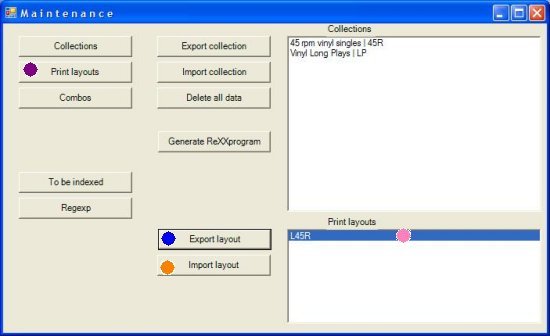 Maintenance
Collections
Collections
Export collection
45 rpm vinyl singles | 45R
Vinyl Long Plays | LP
Print layouts
Import collection
Combos
Delete all data
Generate ReXXprogram
To be indexed
Regexp
Print layouts
Export layout
L45R
Import layout